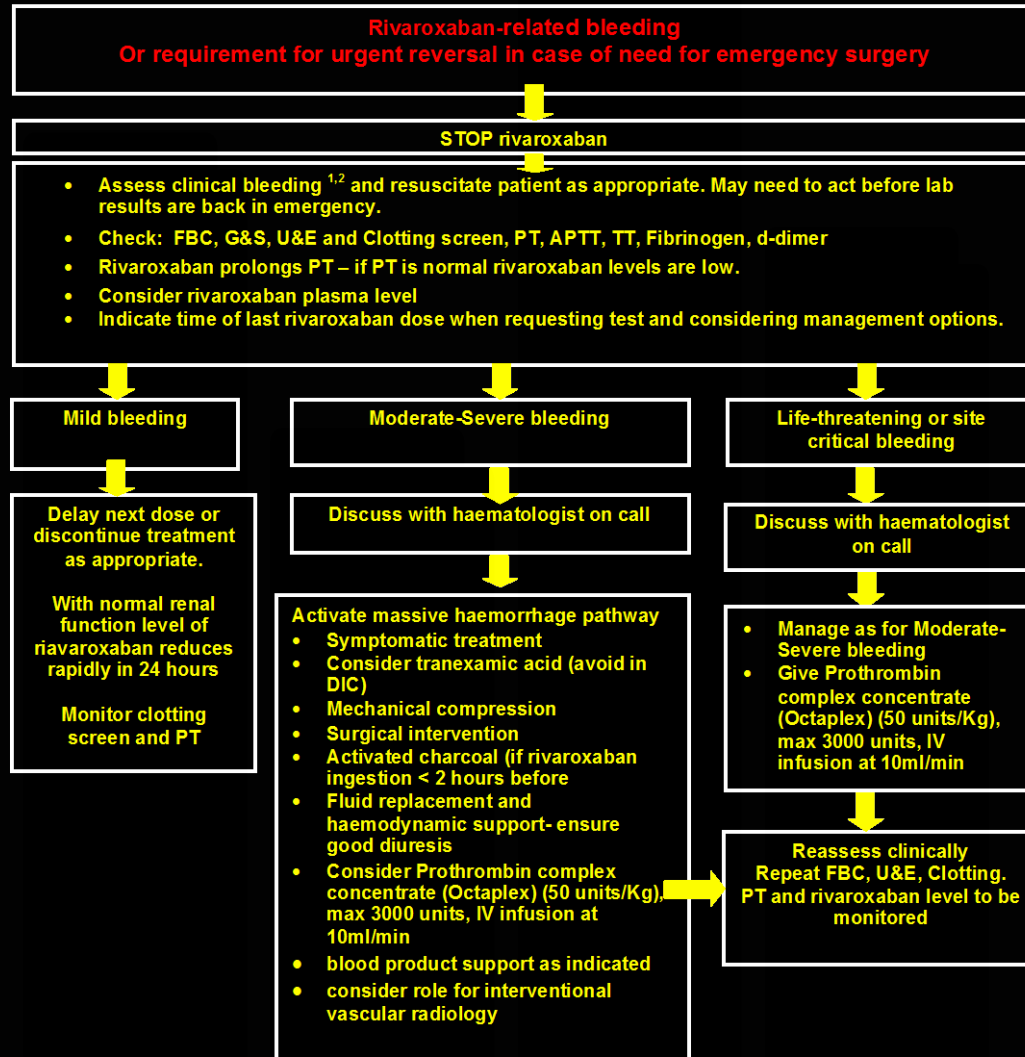 Rivaroxaban-related bleeding
Or requirement for urgent reversal in case of need for emergency surgery
STOP rivaroxaban
• Assess clinical bleeding 1,2 and resuscitate patient as appropriate. May need to act before lab
results are back in emergency.
• Check: FBC, G&S, U&E and Clotting screen, PT, APTT, TT, Fibrinogen, d-dimer
• Rivaroxaban prolongs PT – if PT is normal rivaroxaban levels are low.
• Consider rivaroxaban plasma level
• Indicate time of last rivaroxaban dose when requesting test and considering management options.
Mild bleeding
Delay next dose or
discontinue treatment
as appropriate.
With normal renal
function level of
riavaroxaban reduces
rapidly in 24 hours
Monitor clotting
screen and PT
Moderate-Severe bleeding
Discuss with haematologist on call
Activate massive haemorrhage pathway
• Symptomatic treatment
• Consider tranexamic acid (avoid in
DIC)
• Mechanical compression
• Surgical intervention
• Activated charcoal (if rivaroxaban
ingestion < 2 hours before
• Fluid replacement and
haemodynamic support- ensure
good diuresis
• Consider Prothrombin complex
concentrate (Octaplex) (50 units/Kg),
max 3000 units, IV infusion at
10ml/min
• blood product support as indicated
• consider role for interventional
vascular radiology
Life-threatening or site
critical bleeding
Discuss with haematologist
on call
• Manage as for Moderate-
Severe bleeding
• Give Prothrombin
complex concentrate
(Octaplex) (50 units/Kg),
max 3000 units, IV
infusion at 10ml/min
Reassess clinically
Repeat FBC, U&E, Clotting.
PT and rivaroxaban level to be
monitored